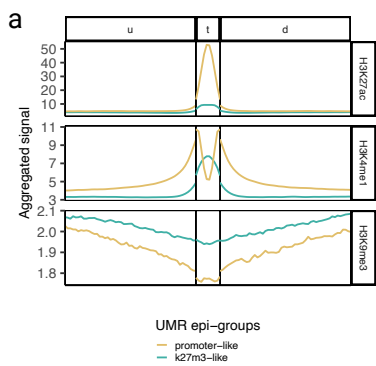 a
u t d
50
40
30
20
10
H3K27ac
11
9
7
5
3
H3K4me1
2.1
2.0
1.9
1.8
H3K9me3
Aggregated signal
UMR epi-groups
promoter-like
k27m3-like